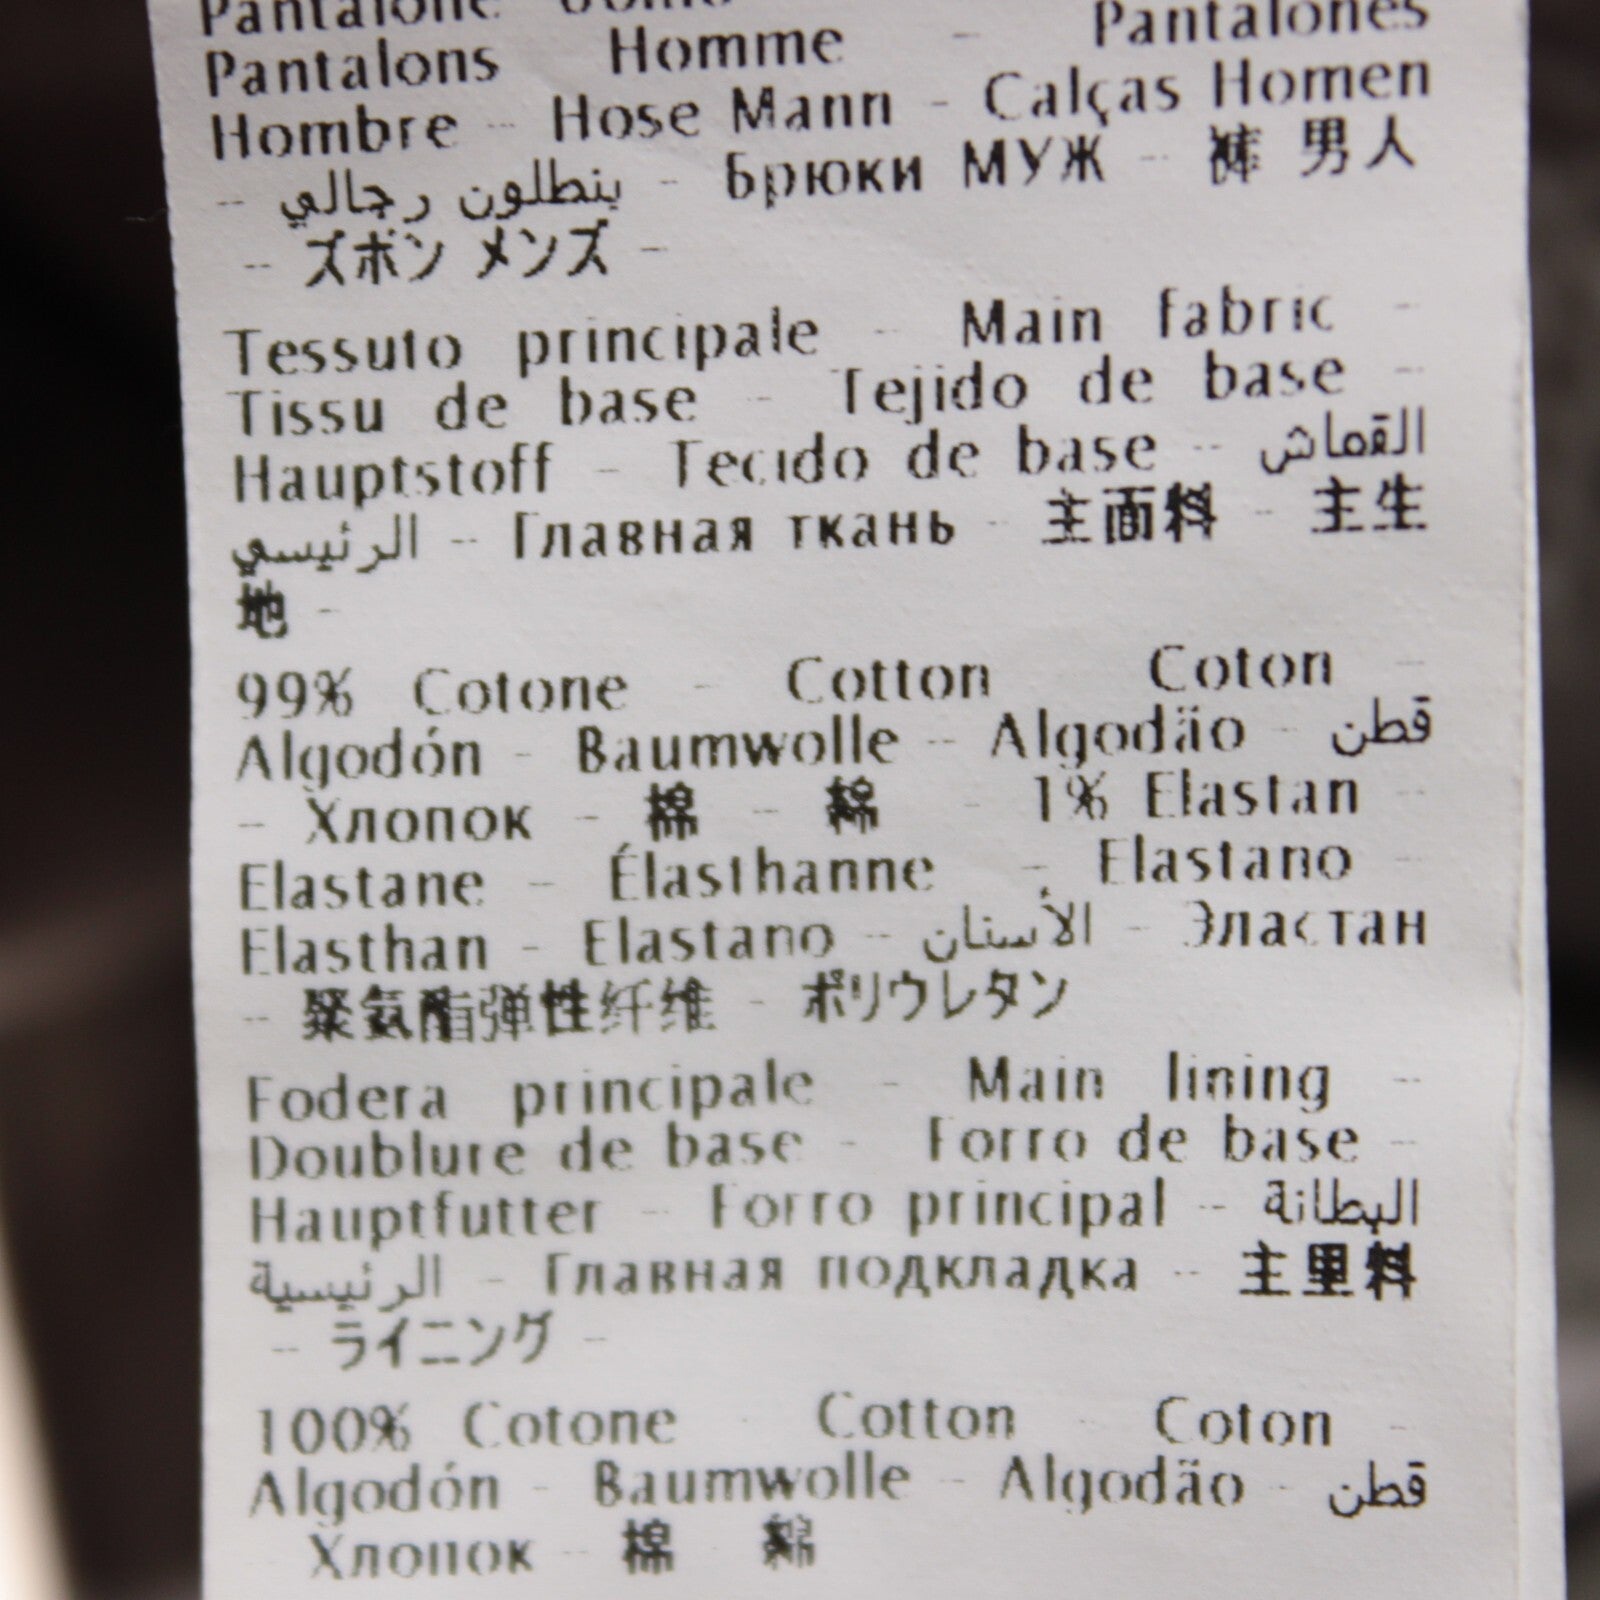 Pantalone Uomo
Pantalons Homme - Pantalones
Hombre - Hose Mann - Calças Homen
- بنطلون رجالي - Брюки МУЖ - 裤 男人
- ズボン メンズ -
Tessuto principale - Main fabric -
Tissu de base - Tejido de base -
Hauptstoff - Tecido de base - القماش
الرئيسي - Главная ткань - 主面料 - 主生
地 -
99% Cotone - Cotton Coton -
Algodón - Baumwolle - Algodäo - قطن
- Хлопок - 棉 - 綿 - 1% Elastan
Elastane - Élasthanne - Elastano -
Elasthan - Elastano - الأسنان - Эластан
- 聚氨酯弹性纤维 - ポリウレタン
Fodera principale - Main lining -
Doublure de base - Forro de base -
Hauptfutter - Forro principal - البطانة
الرئيسية - Главная подкладка - 主里料
- ライニング -
100% Cotone Cotton - Coton -
Algodón - Baumwolle - Algodäo - قطن
Хлопок - 棉 綿